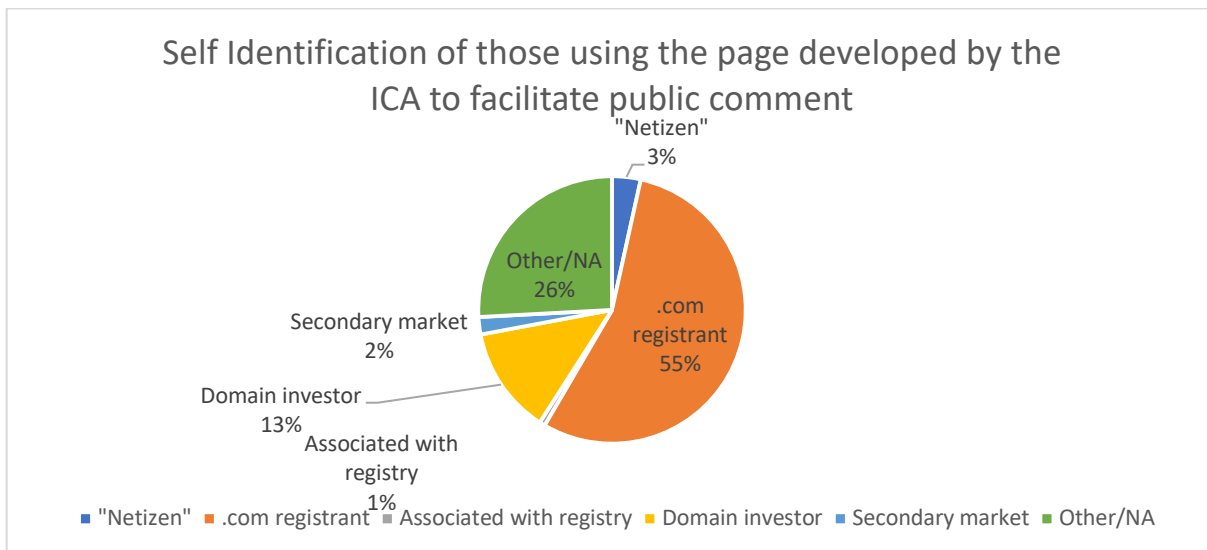 Self Identification of those using the page developed by the
ICA to facilitate public comment
"Netizen"
3%
Other/NA
26%
.com
registrant
55%
Secondary market
2%
Domain investor
13%
Associated with
registry
1%
"Netizen" .com registrant Associated with registry Domain investor Secondary market Other/NA